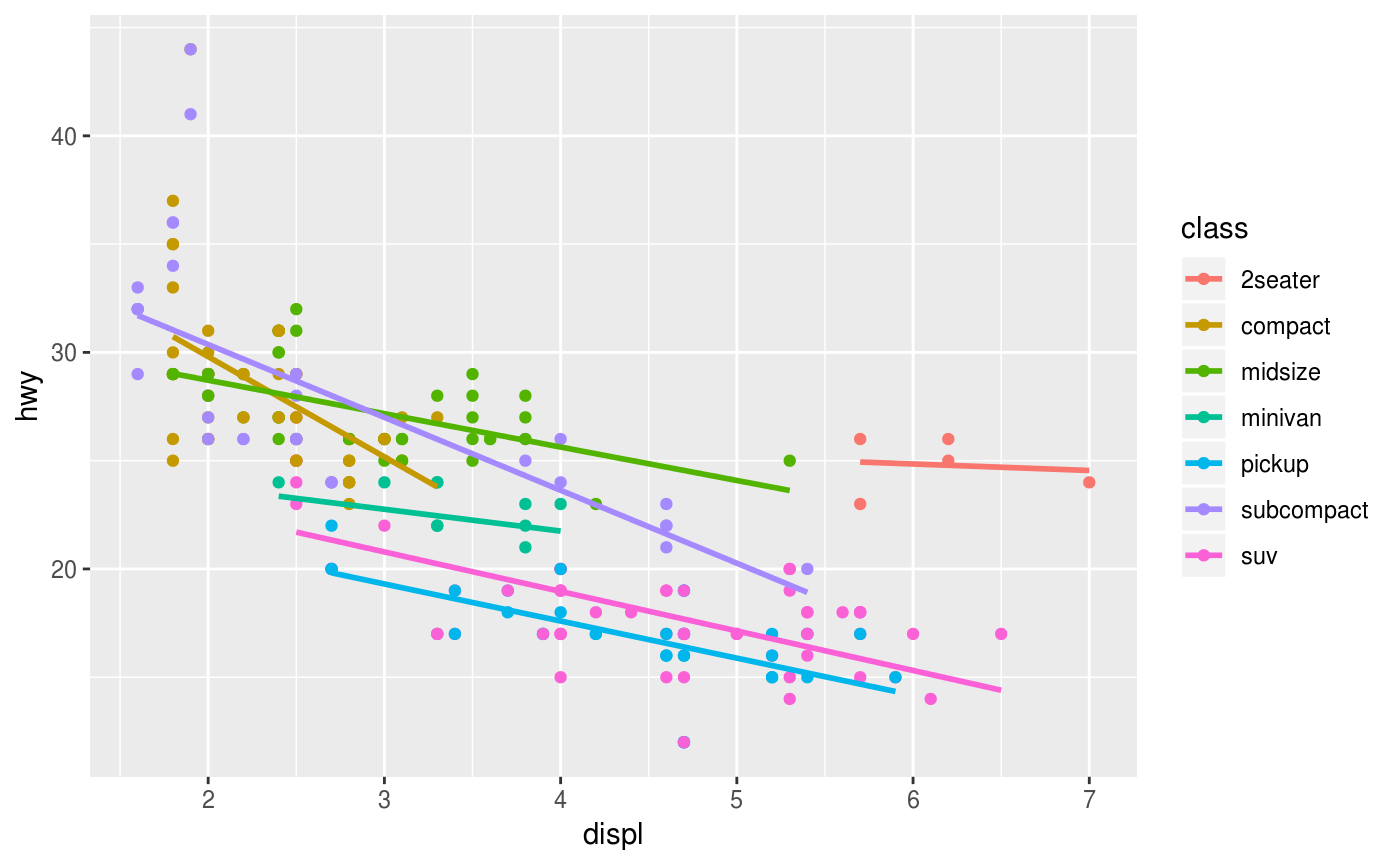 hwy
40
30
20
2 3 4 5 6 7
displ
class
2seater
compact
midsize
minivan
pickup
subcompact
suv